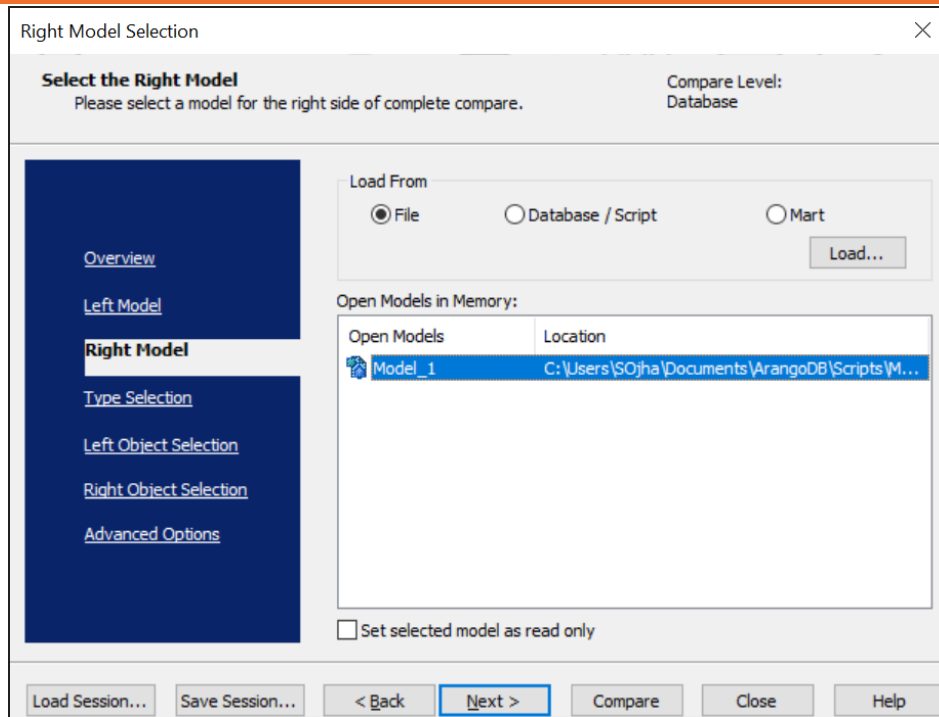 Right Model Selection
Select the Right Model
Please select a model for the right side of complete compare.
Compare Level:
Database
Overview
Left Model
Right Model
Type Selection
Left Object Selection
Right Object Selection
Advanced Options
Load From
File
Database / Script
Mart
Load...
Open Models in Memory:
Open Models Location
Model_1 C:\Users\SOjha\Documents\ArangoDB\Scripts\M...
Set selected model as read only
Load Session... Save Session... < Back Next > Compare Close Help